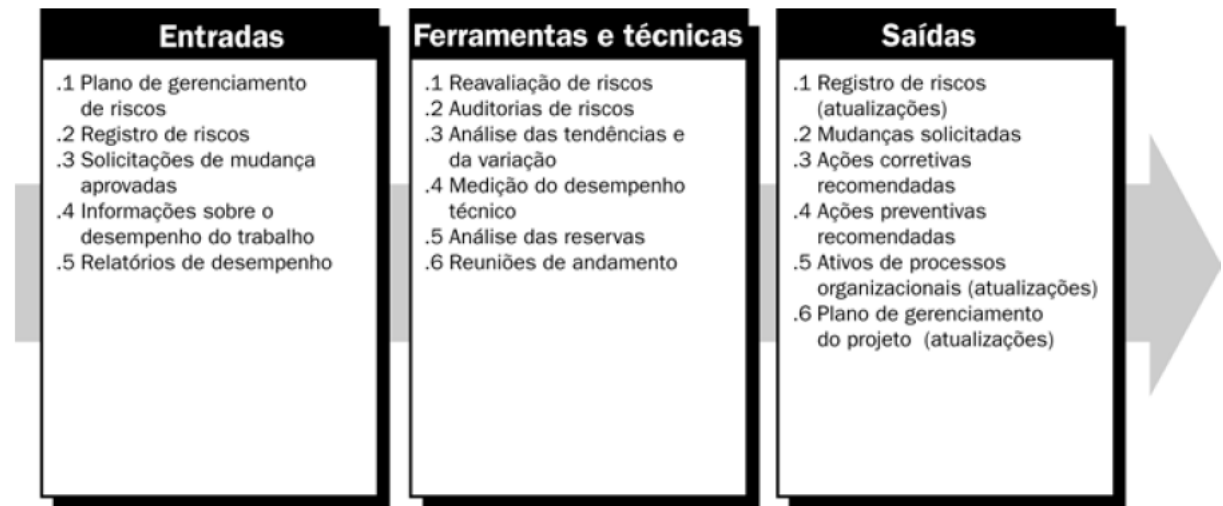 Entradas
.1 Plano de gerenciamento
de riscos
.2 Registro de riscos
.3 Solicitações de mudança
aprovadas
.4 Informações sobre o
desempenho do trabalho
.5 Relatórios de desempenho
Ferramentas e técnicas
.1 Reavaliação de riscos
.2 Auditorias de riscos
.3 Análise das tendências e
da variação
.4 Medição do desempenho
técnico
.5 Análise das reservas
.6 Reuniões de andamento
Saídas
.1 Registro de riscos
(atualizações)
.2 Mudanças solicitadas
.3 Ações corretivas
recomendadas
.4 Ações preventivas
recomendadas
.5 Ativos de processos
organizacionais (atualizações)
.6 Plano de gerenciamento
do projeto (atualizações)